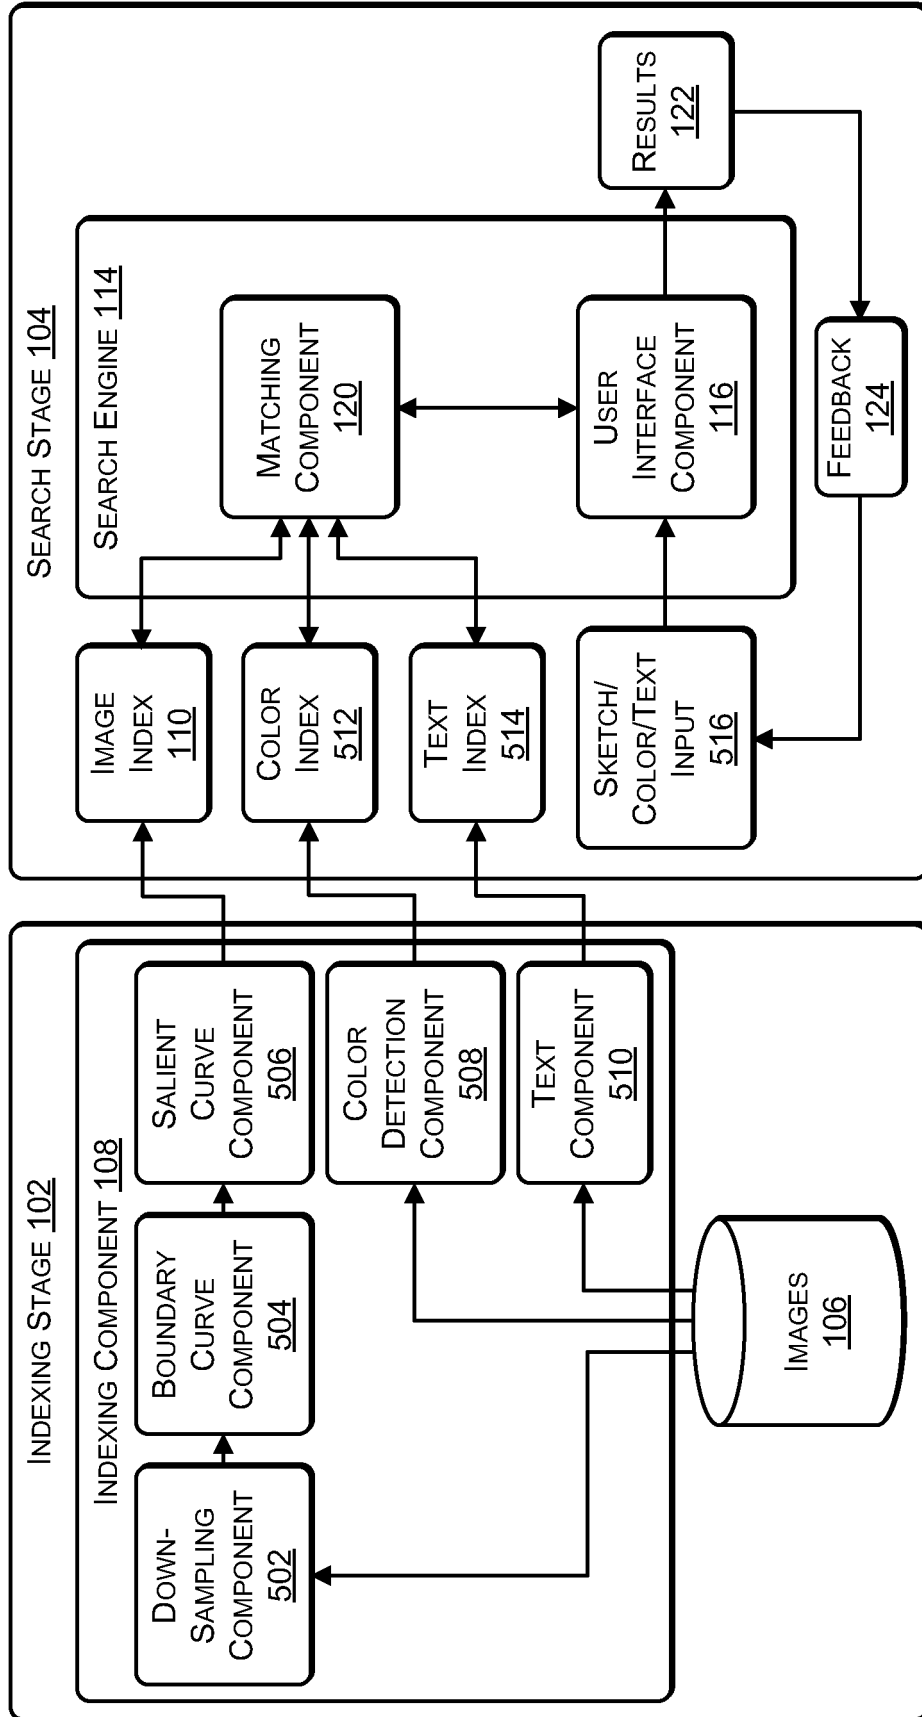 INDEXING STAGE 102
INDEXING COMPONENT 108
DOWN-
SAMPLING
COMPONENT
502
BOUNDARY
CURVE
COMPONENT
504
SALIENT
CURVE
COMPONENT
506
COLOR
DETECTION
COMPONENT
508
TEXT
COMPONENT
510
IMAGES
106
SEARCH STAGE 104
IMAGE
INDEX
110
COLOR
INDEX
512
TEXT
INDEX
514
SKETCH/
COLOR/TEXT
INPUT
516
SEARCH ENGINE 114
MATCHING
COMPONENT
120
USER
INTERFACE
COMPONENT
116
RESULTS
122
FEEDBACK
124